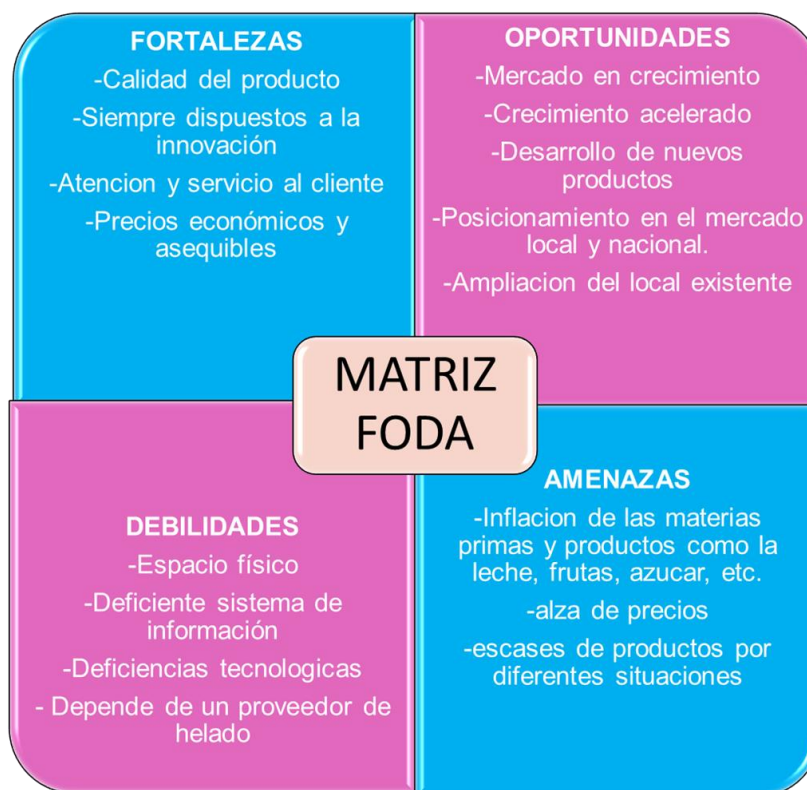 FORTALEZAS
-Calidad del producto
-Siempre dispuestos a la
innovación
-Atencion y servicio al cliente
-Precios económicos y
asequibles
OPORTUNIDADES
-Mercado en crecimiento
-Crecimiento acelerado
-Desarrollo de nuevos
productos
-Posicionamiento en el mercado
local y nacional.
-Ampliacion del local existente
MATRIZ
FODA
DEBILIDADES
-Espacio físico
-Deficiente sistema de
información
-Deficiencias tecnologicas
- Depende de un proveedor de
helado
AMENAZAS
-Inflacion de las materias
primas y productos como la
leche, frutas, azucar, etc.
-alza de precios
-escases de productos por
diferentes situaciones